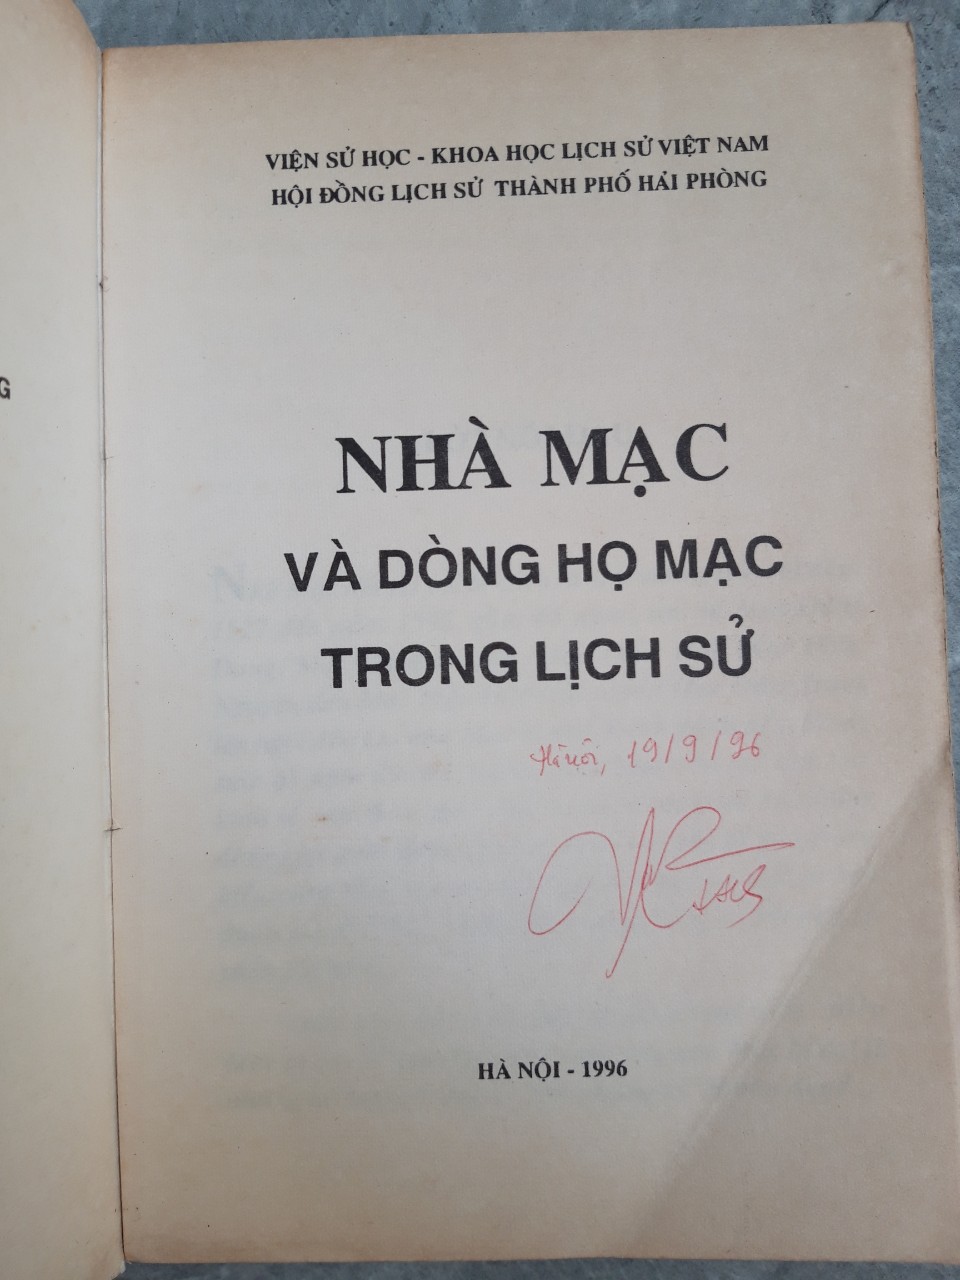 VIỆN SỬ HỌC - KHOA HỌC LỊCH SỬ VIỆT NAM
HỘI ĐỒNG LỊCH SỬ THÀNH PHỐ HẢI PHÒNG
G
NHÀ MẠC
VÀ DÒNG HỌ MẠC
TRONG LỊCH SỬ
Hà nội, 19/9/96
HÀ NỘI - 1996